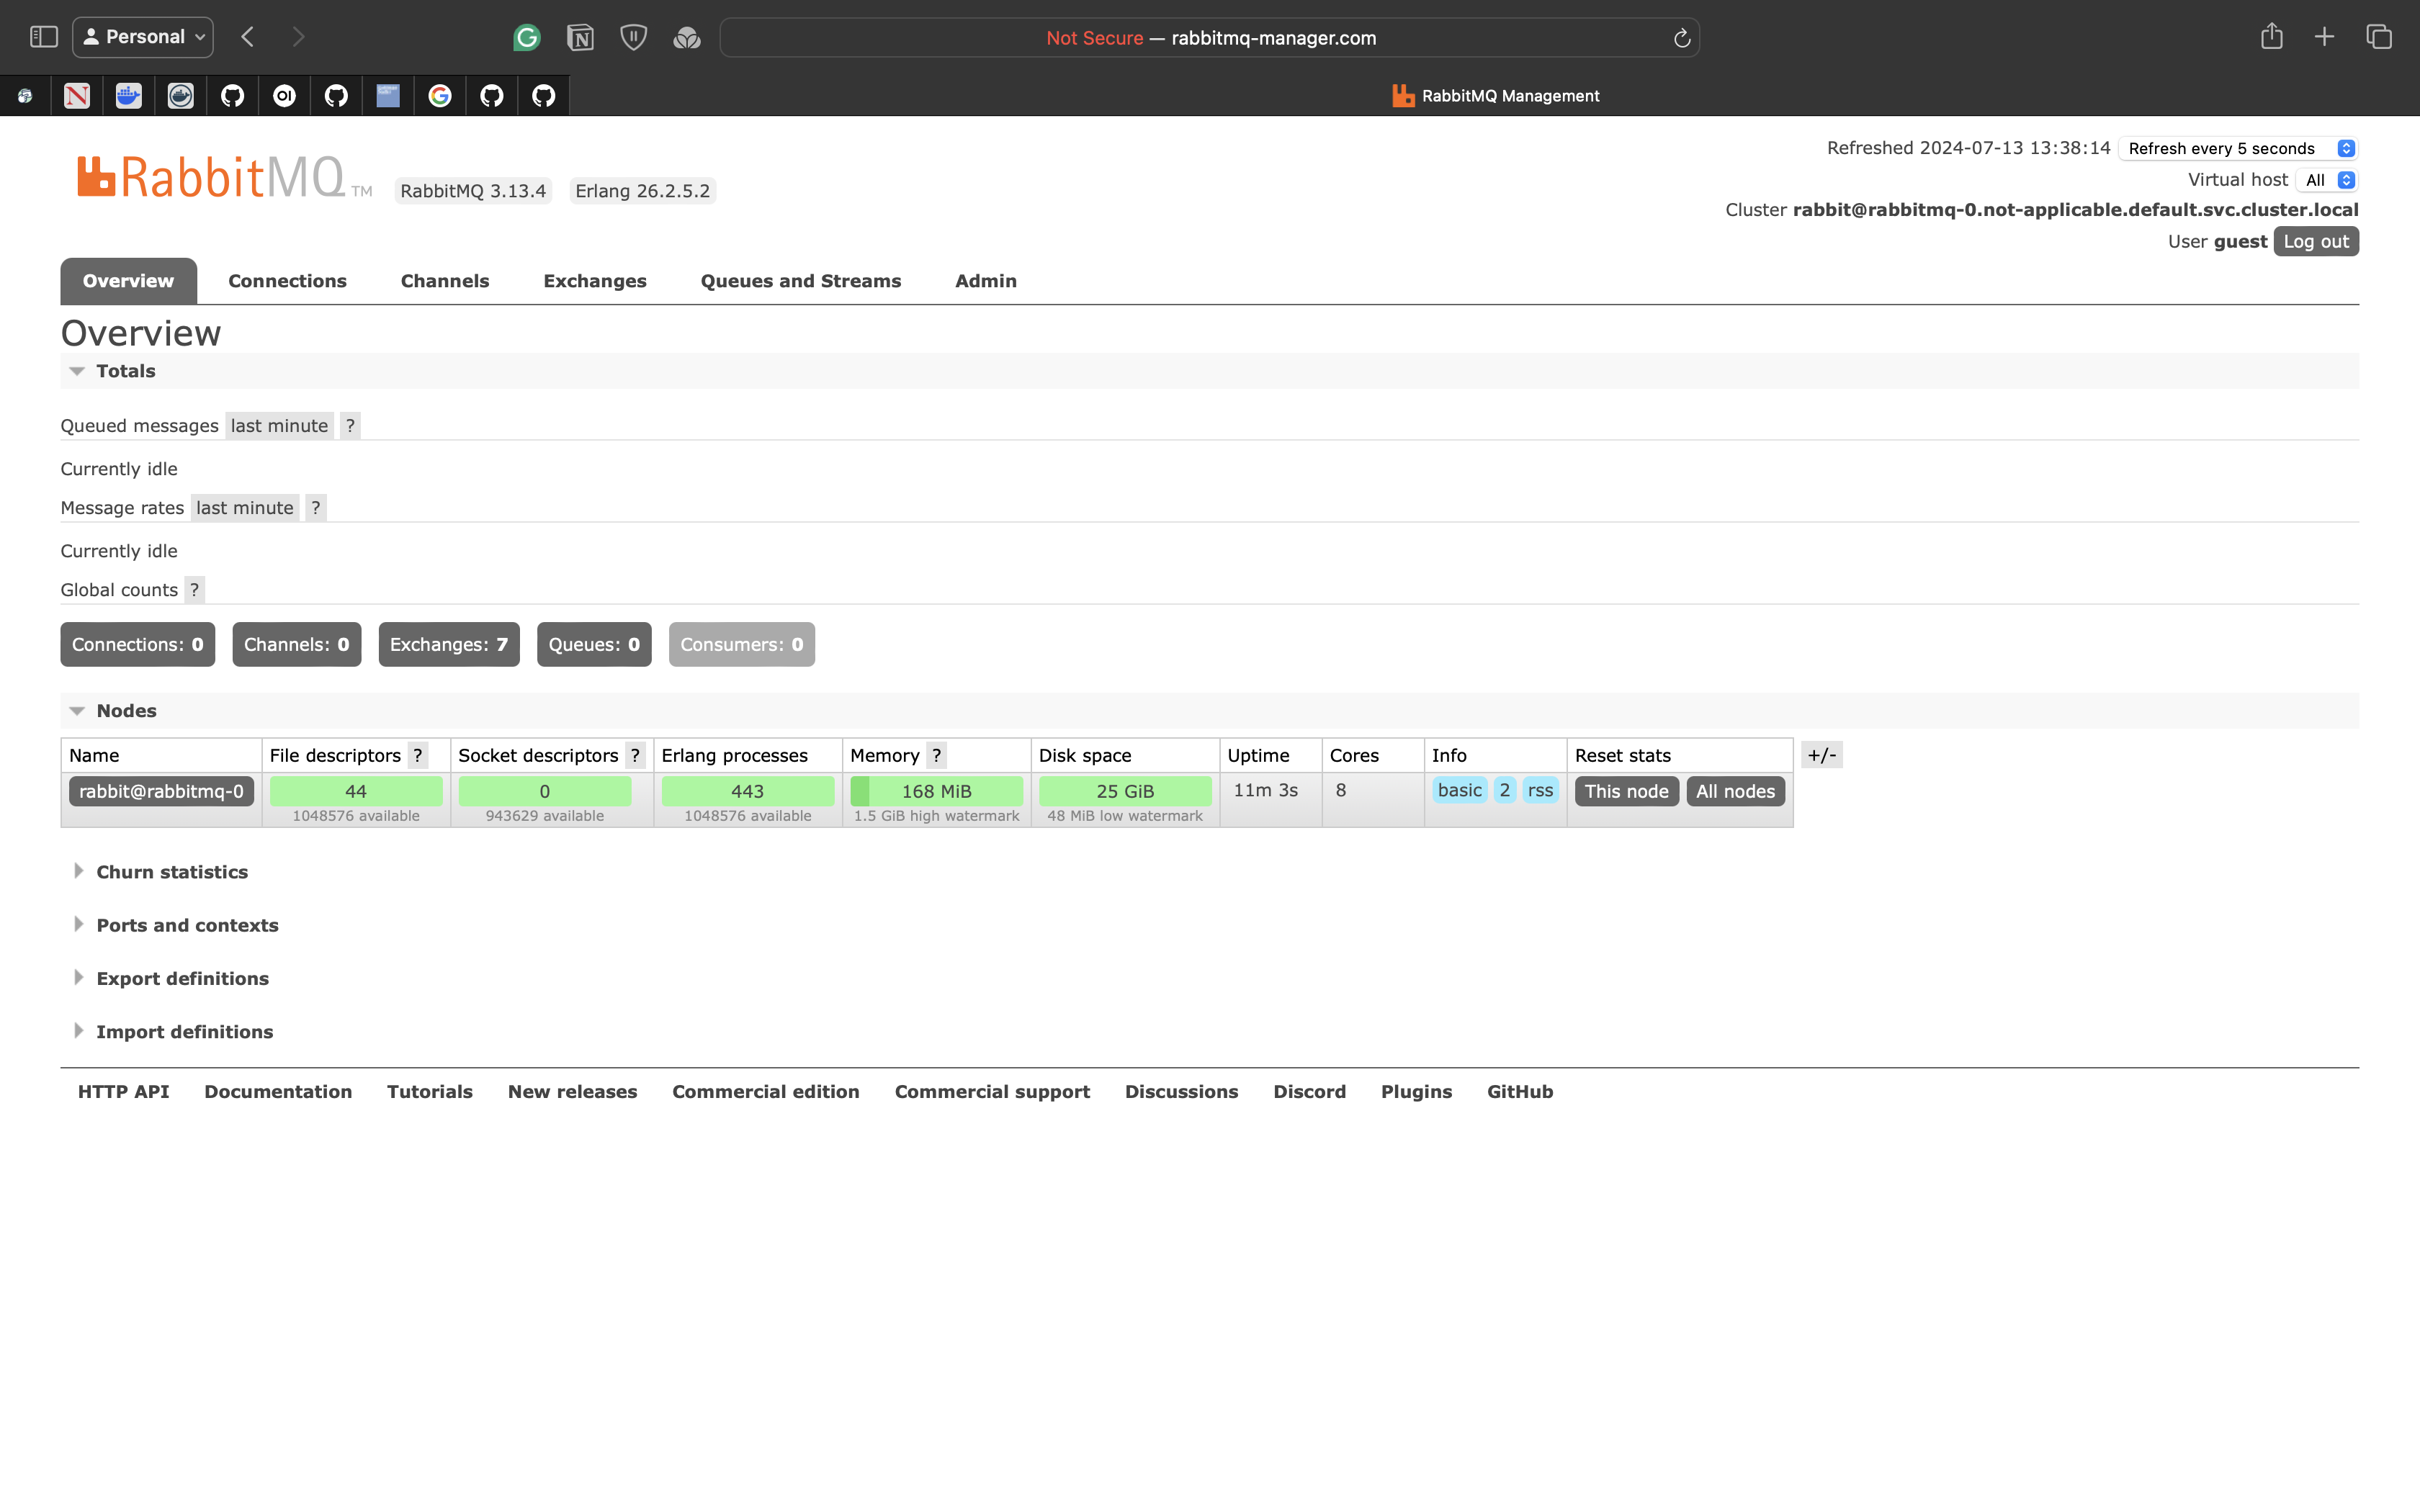 Personal
Not Secure — rabbitmq-manager.com
RabbitMQ Management
RabbitMQ TM RabbitMQ 3.13.4 Erlang 26.2.5.2
Refreshed 2024-07-13 13:38:14 Refresh every 5 seconds
Virtual host All
Cluster rabbit@rabbitmq-0.not-applicable.default.svc.cluster.local
User guest Log out
Overview Connections Channels Exchanges Queues and Streams Admin
Overview
Totals
Queued messages last minute ?
Currently idle
Message rates last minute ?
Currently idle
Global counts ?
Connections: 0 Channels: 0 Exchanges: 7 Queues: 0 Consumers: 0
Nodes
Name File descriptors ? Socket descriptors ? Erlang processes Memory ? Disk space Uptime Cores Info Reset stats +/-
rabbit@rabbitmq-0 44 0 443 168 MiB 25 GiB 11m 3s 8 basic 2 rss This node All nodes
1048576 available 943629 available 1048576 available 1.5 GiB high watermark 48 MiB low watermark
Churn statistics
Ports and contexts
Export definitions
Import definitions
HTTP API Documentation Tutorials New releases Commercial edition Commercial support Discussions Discord Plugins GitHub